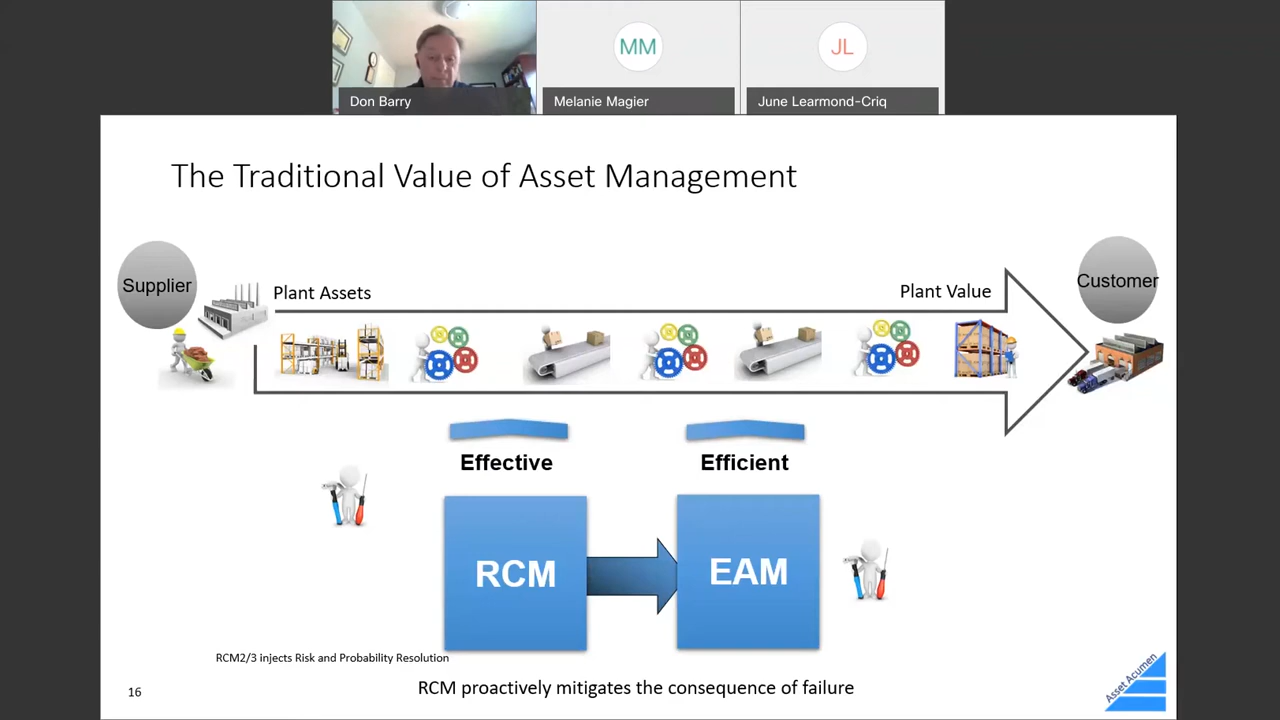 MM
JL
Don Barry
Melanie Magier
June Learmond-Criq
The Traditional Value of Asset Management
Supplier
Customer
Plant Assets
Plant Value
Effective
Efficient
RCM
EAM
RCM2/3 injects Risk and Probability Resolution
RCM proactively mitigates the consequence of failure
16
Asset Acumen